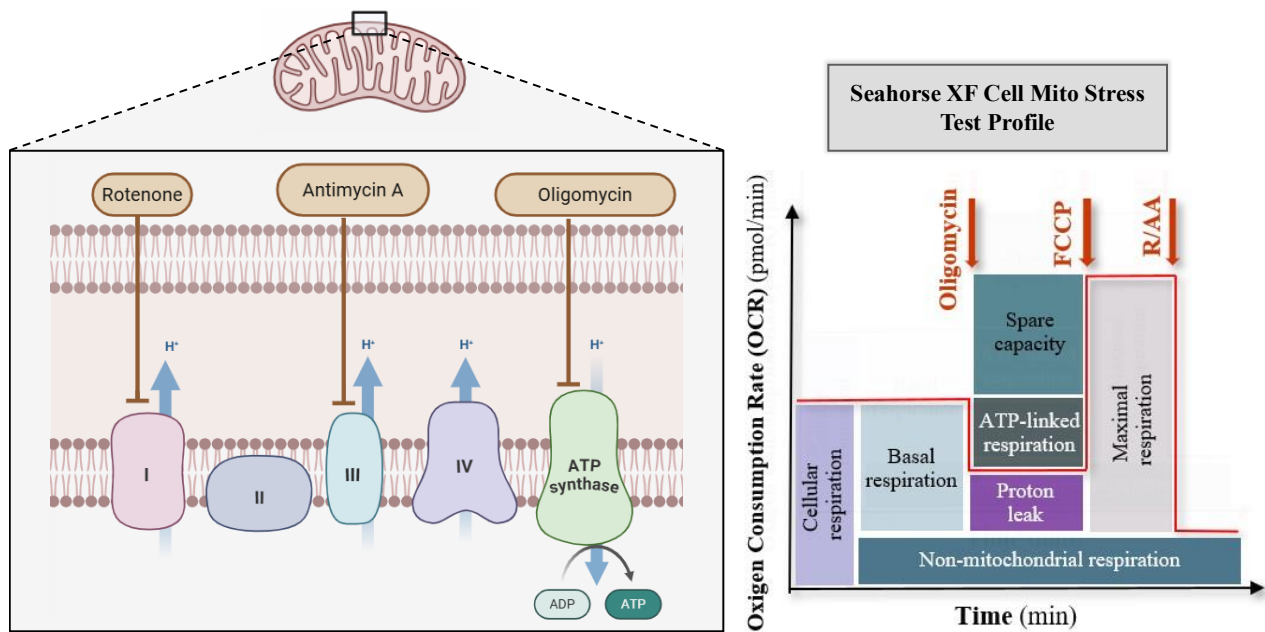 Rotenone
Antimycin A
Oligomycin
H⁺
H⁺
H⁺
H⁺
I
II
III
IV
ATP
synthase
ADP
ATP
Seahorse XF Cell Mito Stress
Test Profile
Oxigen Consumption Rate (OCR) (pmol/min)
Oligomycin
FCCP
R/AA
Spare
capacity
ATP-linked
respiration
Maximal
respiration
Cellular
respiration
Basal
respiration
Proton
leak
Non-mitochondrial respiration
Time (min)